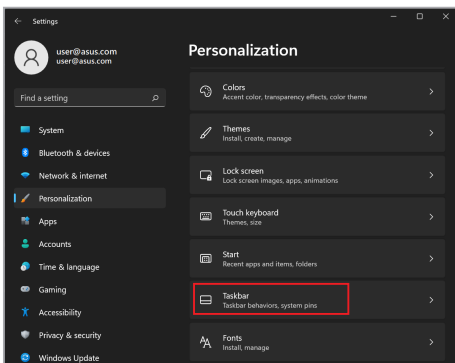 Settings
user@asus.com
user@asus.com
Find a setting
System
Bluetooth & devices
Network & internet
Personalization
Apps
Accounts
Time & language
Gaming
Accessibility
Privacy & security
Windows Update
Personalization
Colors
Accent color, transparency effects, color theme
Themes
Install, create, manage
Lock screen
Lock screen images, apps, animations
Touch keyboard
Themes, size
Start
Recent apps and items, folders
Taskbar
Taskbar behaviors, system pins
Fonts
Install, manage